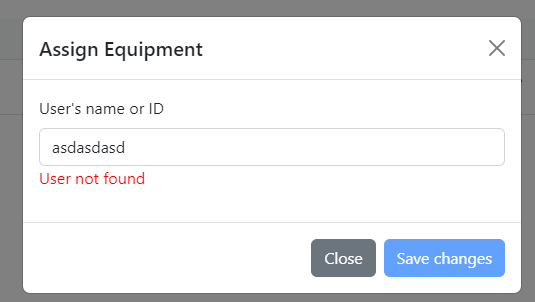 Assign Equipment
User's name or ID
asdasdasd
User not found
Close
Save changes